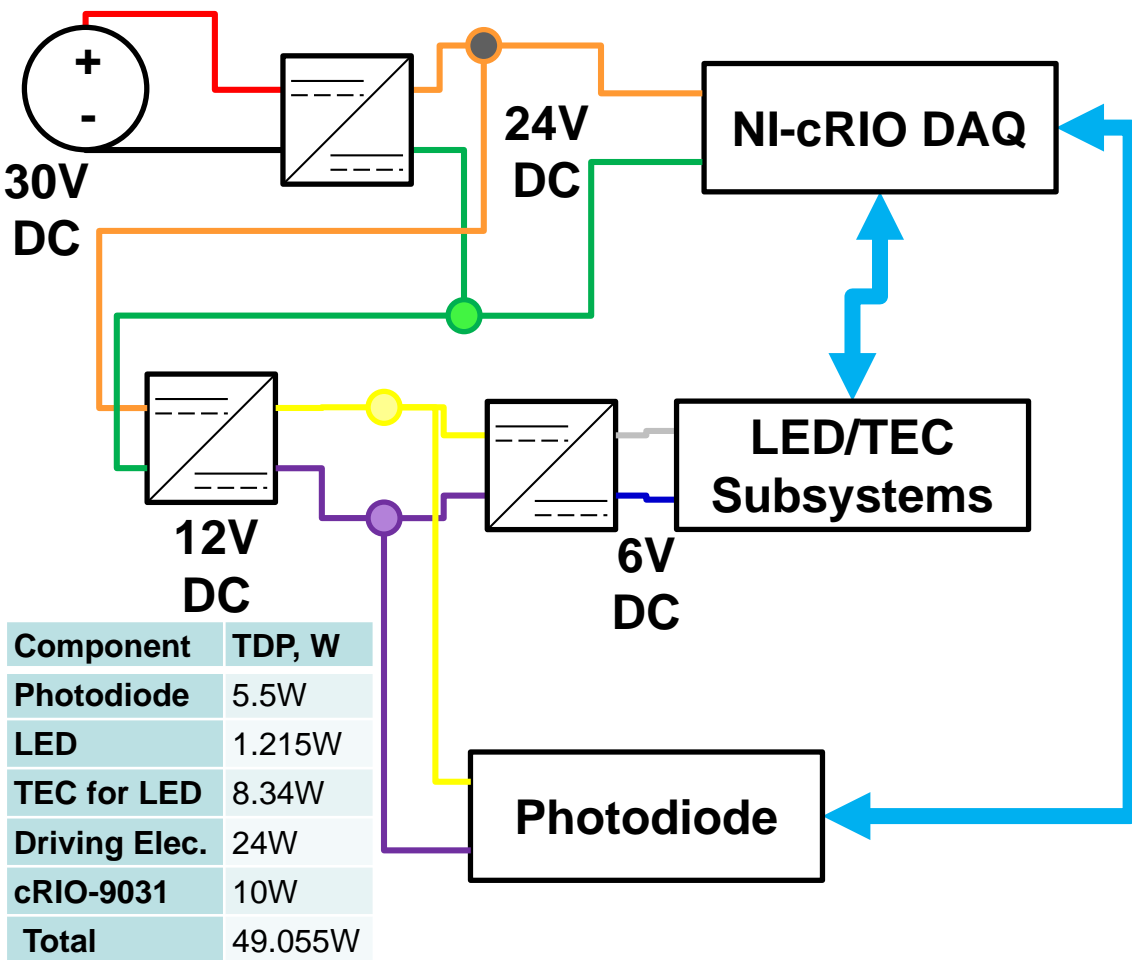 +
-
30V
DC
24V
DC
NI-cRIO DAQ
12V
DC
6V
DC
LED/TEC
Subsystems
Photodiode
Component TDP, W
Photodiode 5.5W
LED 1.215W
TEC for LED 8.34W
Driving Elec. 24W
cRIO-9031 10W
Total 49.055W